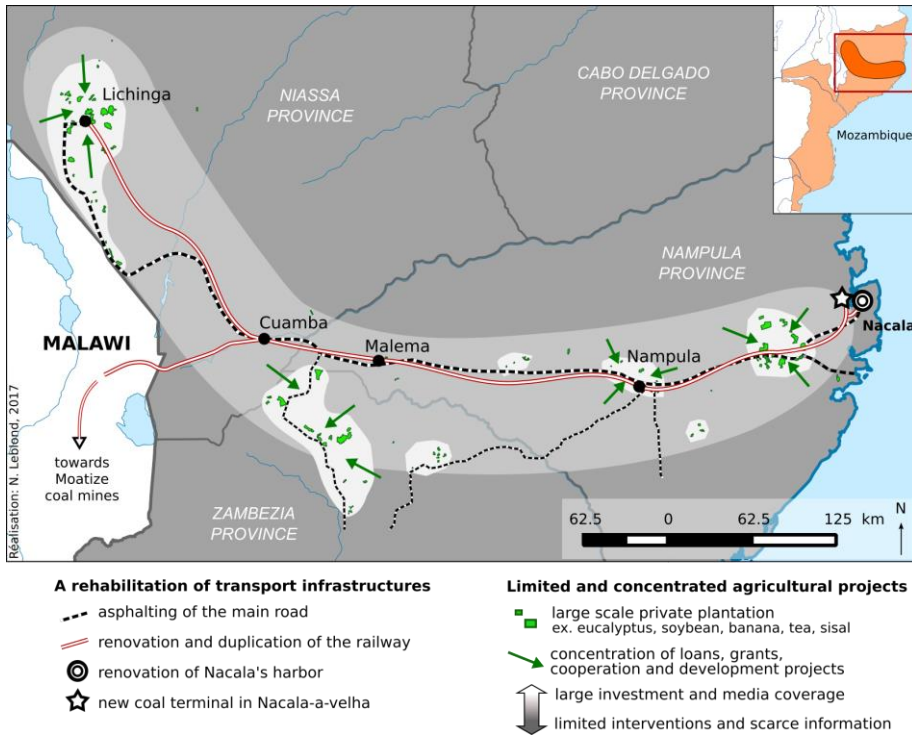 Lichinga
NIASSA
PROVINCE
CABO DELGADO
PROVINCE
Mozambique
NAMPULA
PROVINCE
Nacala
Cuamba
MALAWI
Malema
Nampula
towards
Moatize
coal mines
ZAMBEZIA
PROVINCE
62.5 0 62.5 125 km
N
Réalisation: N. Leblond, 2017
A rehabilitation of transport infrastructures
asphalting of the main road
renovation and duplication of the railway
renovation of Nacala's harbor
new coal terminal in Nacala-a-velha
Limited and concentrated agricultural projects
large scale private plantation
ex. eucalyptus, soybean, banana, tea, sisal
concentration of loans, grants,
cooperation and development projects
large investment and media coverage
limited interventions and scarce information